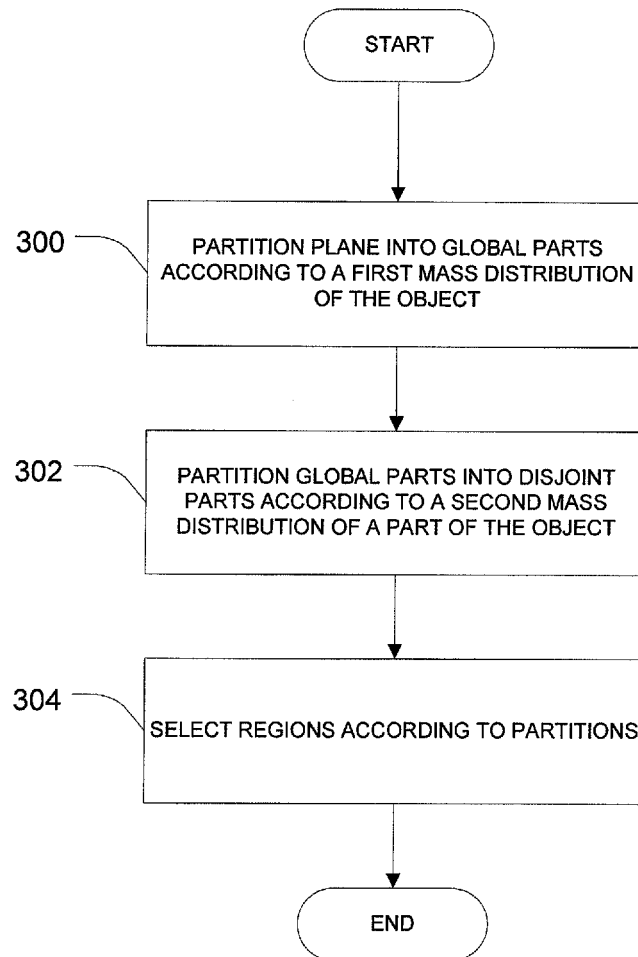 START
300
PARTITION PLANE INTO GLOBAL PARTS
ACCORDING TO A FIRST MASS DISTRIBUTION
OF THE OBJECT
302
PARTITION GLOBAL PARTS INTO DISJOINT
PARTS ACCORDING TO A SECOND MASS
DISTRIBUTION OF A PART OF THE OBJECT
304
SELECT REGIONS ACCORDING TO PARTITIONS
END